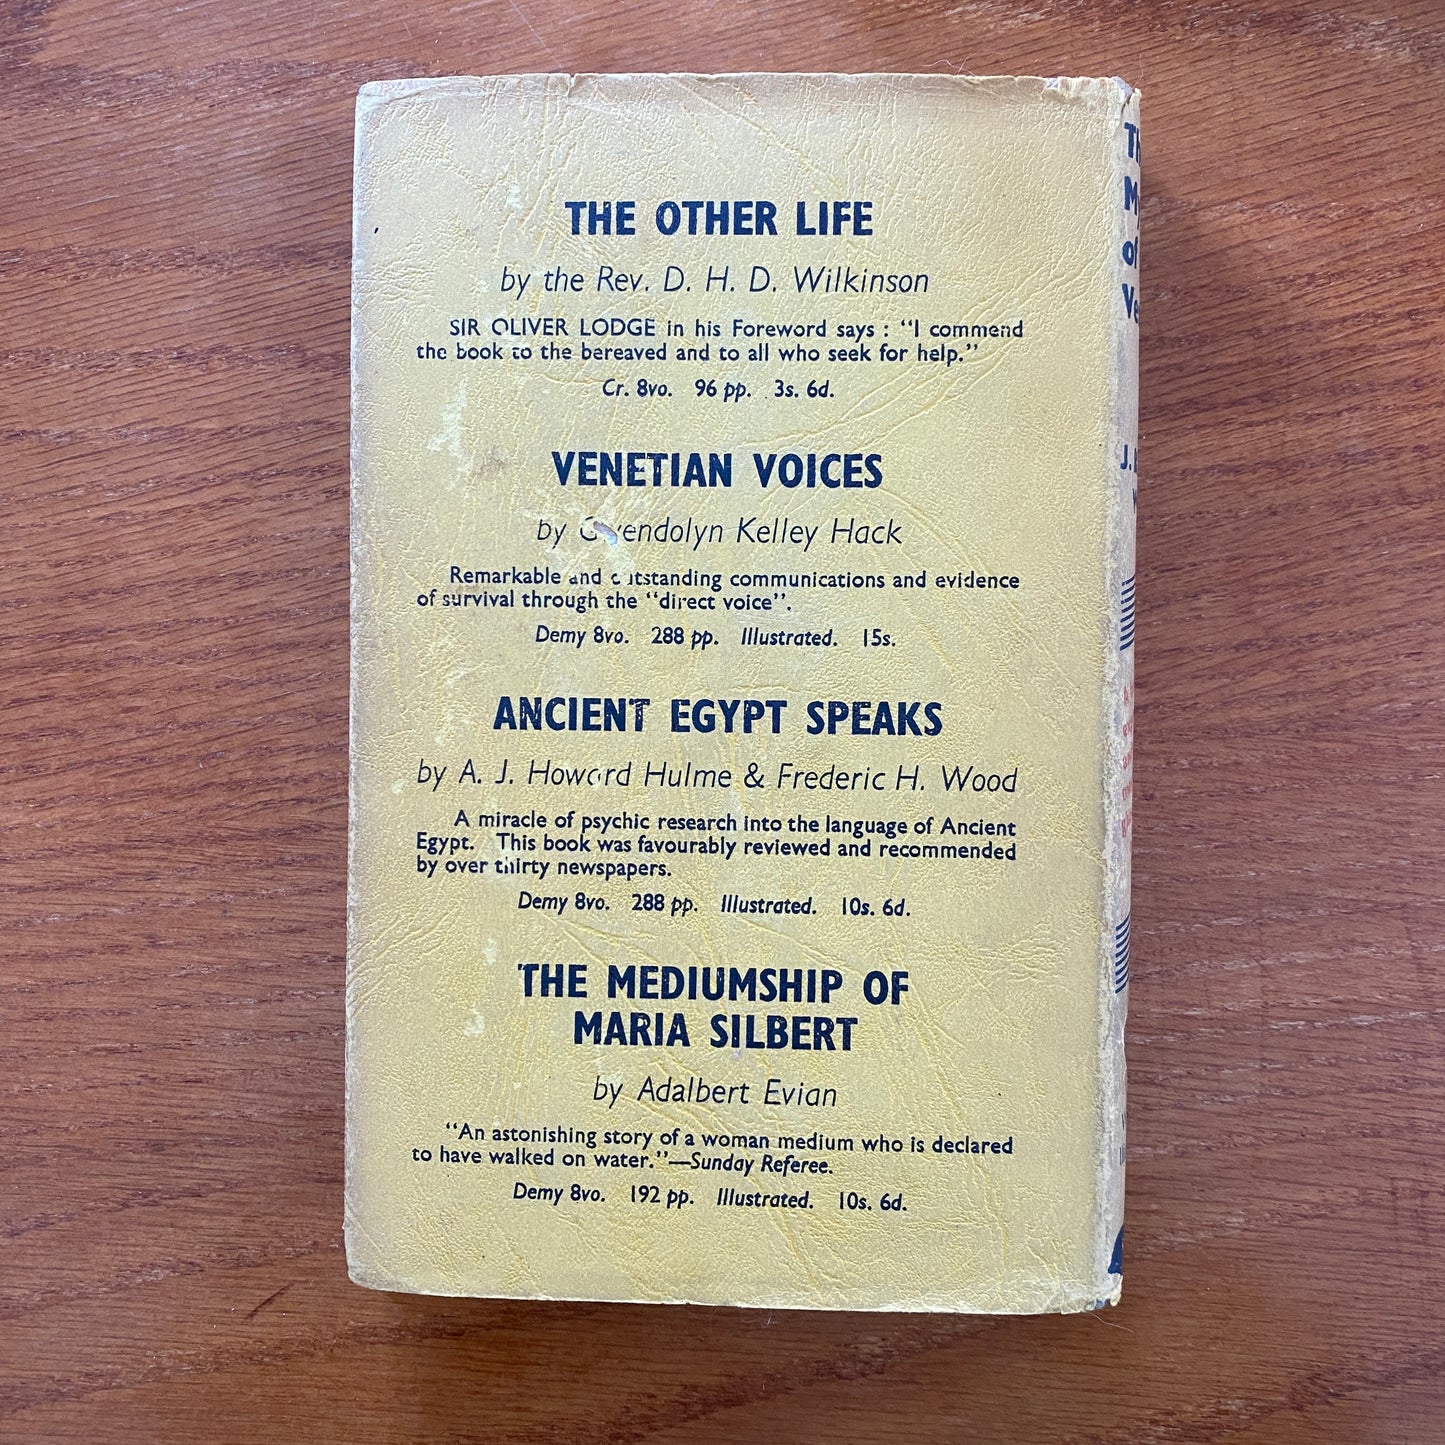 THE OTHER LIFE
by the Rev. D. H. D. Wilkinson
SIR OLIVER LODGE in his Foreword says : "I commend
the book to the bereaved and to all who seek for help."
Cr. 8vo. 96 pp. 3s. 6d.
VENETIAN VOICES
by Gwendolyn Kelley Hack
Remarkable and outstanding communications and evidence
of survival through the "direct voice".
Demy 8vo. 288 pp. Illustrated. 15s.
ANCIENT EGYPT SPEAKS
by A. J. Howard Hulme & Frederic H. Wood
A miracle of psychic research into the language of Ancient
Egypt. This book was favourably reviewed and recommended
by over thirty newspapers.
Demy 8vo. 288 pp. Illustrated. 10s. 6d.
THE MEDIUMSHIP OF
MARIA SILBERT
by Adalbert Evian
"An astonishing story of a woman medium who is declared
to have walked on water."—Sunday Referee.
Demy 8vo. 192 pp. Illustrated. 10s. 6d.
of
J.